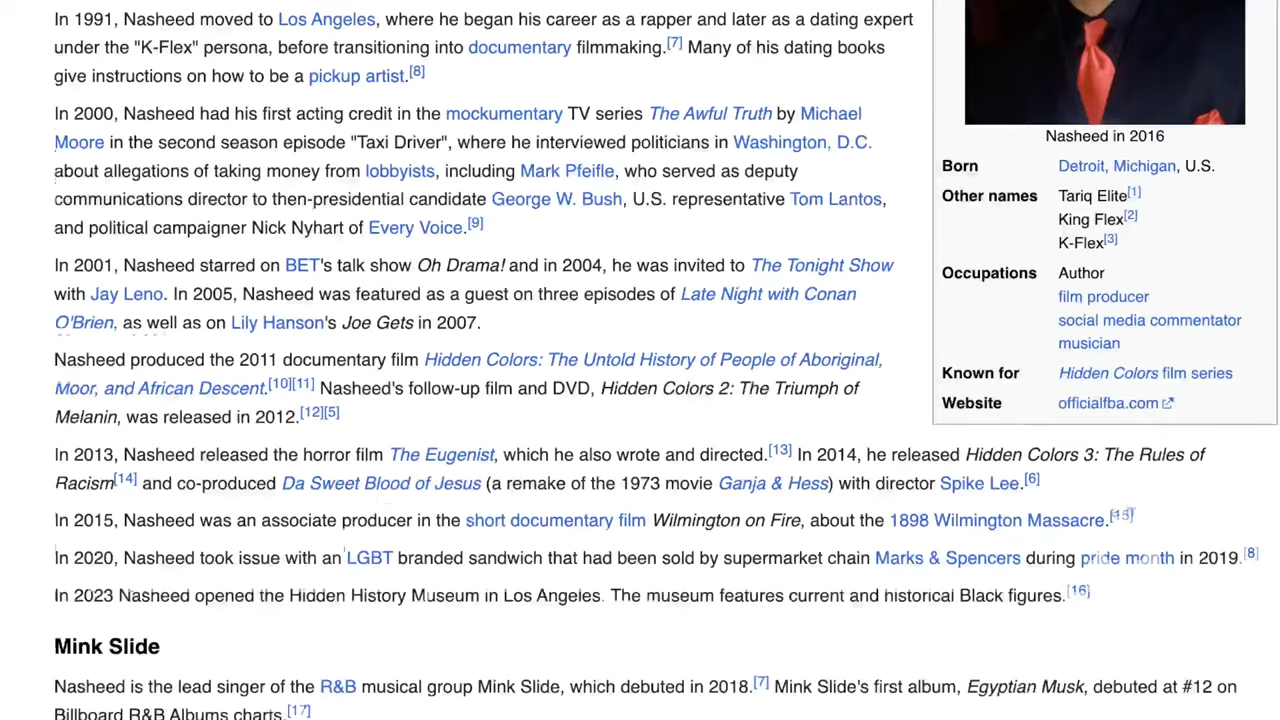 In 1991, Nasheed moved to Los Angeles, where he began his career as a rapper and later as a dating expert
under the "K-Flex" persona, before transitioning into documentary filmmaking.[7] Many of his dating books
give instructions on how to be a pickup artist.[8]
In 2000, Nasheed had his first acting credit in the mockumentary TV series The Awful Truth by Michael
Moore in the second season episode "Taxi Driver", where he interviewed politicians in Washington, D.C.
about allegations of taking money from lobbyists, including Mark Pfeifle, who served as deputy
communications director to then-presidential candidate George W. Bush, U.S. representative Tom Lantos,
and political campaigner Nick Nyhart of Every Voice.[9]
In 2001, Nasheed starred on BET's talk show Oh Drama! and in 2004, he was invited to The Tonight Show
with Jay Leno. In 2005, Nasheed was featured as a guest on three episodes of Late Night with Conan
O'Brien, as well as on Lily Hanson's Joe Gets in 2007.
Nasheed produced the 2011 documentary film Hidden Colors: The Untold History of People of Aboriginal,
Moor, and African Descent.[10][11] Nasheed's follow-up film and DVD, Hidden Colors 2: The Triumph of
Melanin, was released in 2012.[12][5]
In 2013, Nasheed released the horror film The Eugenist, which he also wrote and directed.[13] In 2014, he released Hidden Colors 3: The Rules of
Racism[14] and co-produced Da Sweet Blood of Jesus (a remake of the 1973 movie Ganja & Hess) with director Spike Lee.[6]
In 2015, Nasheed was an associate producer in the short documentary film Wilmington on Fire, about the 1898 Wilmington Massacre.[15]
In 2020, Nasheed took issue with an LGBT branded sandwich that had been sold by supermarket chain Marks & Spencers during pride month in 2019.[8]
In 2023 Nasheed opened the Hidden History Museum in Los Angeles. The museum features current and historical Black figures.[16]
Mink Slide
Nasheed is the lead singer of the R&B musical group Mink Slide, which debuted in 2018.[7] Mink Slide's first album, Egyptian Musk, debuted at #12 on
Billboard R&B Albums charts.[17]
Nasheed in 2016
Born Detroit, Michigan, U.S.
Other names Tariq Elite[1]
King Flex[2]
K-Flex[3]
Occupations Author
film producer
social media commentator
musician
Known for Hidden Colors film series
Website officialfba.com